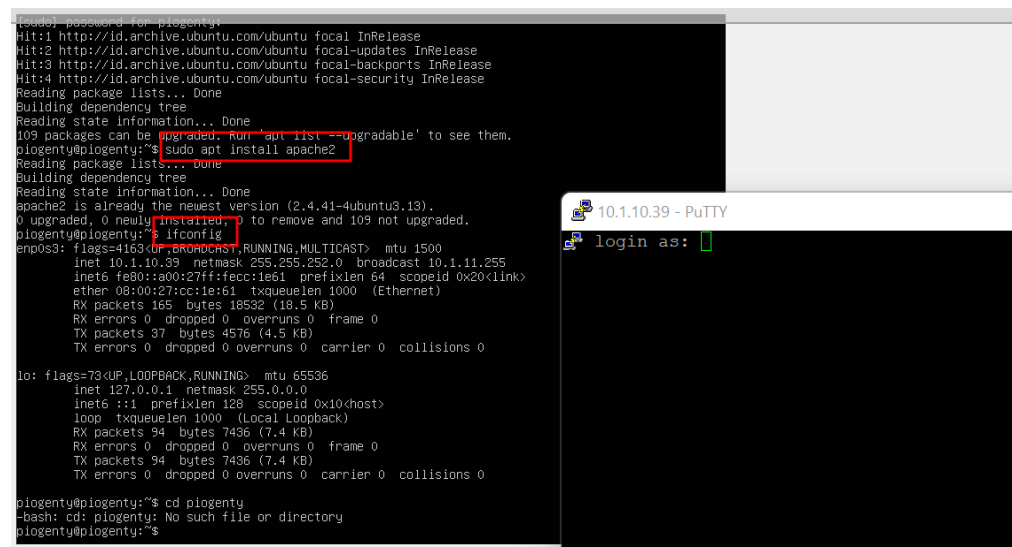 [sudo] password for piogenty:
Hit:1 http://id.archive.ubuntu.com/ubuntu focal InRelease
Hit:2 http://id.archive.ubuntu.com/ubuntu focal-updates InRelease
Hit:3 http://id.archive.ubuntu.com/ubuntu focal-backports InRelease
Hit:4 http://id.archive.ubuntu.com/ubuntu focal-security InRelease
Reading package lists... Done
Building dependency tree
Reading state information... Done
109 packages can be upgraded. Run 'apt list --upgradable' to see them.
piogenty@piogenty:~$ sudo apt install apache2
Reading package lists... Done
Building dependency tree
Reading state information... Done
apache2 is already the newest version (2.4.41-4ubuntu3.13).
0 upgraded, 0 newly installed, 0 to remove and 109 not upgraded.
piogenty@piogenty:~$ ifconfig
enp0s3: flags=4163<UP,BROADCAST,RUNNING,MULTICAST>  mtu 1500
        inet 10.1.10.39  netmask 255.255.252.0  broadcast 10.1.11.255
        inet6 fe80::a00:27ff:fecc:1e61  prefixlen 64  scopeid 0x20<link>
        ether 08:00:27:cc:1e:61  txqueuelen 1000  (Ethernet)
        RX packets 165  bytes 18532 (18.5 KB)
        RX errors 0  dropped 0  overruns 0  frame 0
        TX packets 37  bytes 4576 (4.5 KB)
        TX errors 0  dropped 0 overruns 0  carrier 0  collisions 0
lo: flags=73<UP,LOOPBACK,RUNNING>  mtu 65536
        inet 127.0.0.1  netmask 255.0.0.0
        inet6 ::1  prefixlen 128  scopeid 0x10<host>
        loop  txqueuelen 1000  (Local Loopback)
        RX packets 94  bytes 7436 (7.4 KB)
        RX errors 0  dropped 0  overruns 0  frame 0
        TX packets 94  bytes 7436 (7.4 KB)
        TX errors 0  dropped 0 overruns 0  carrier 0  collisions 0
piogenty@piogenty:~$ cd piogenty
-bash: cd: piogenty: No such file or directory
piogenty@piogenty:~$
10.1.10.39 - PuTTY
login as: